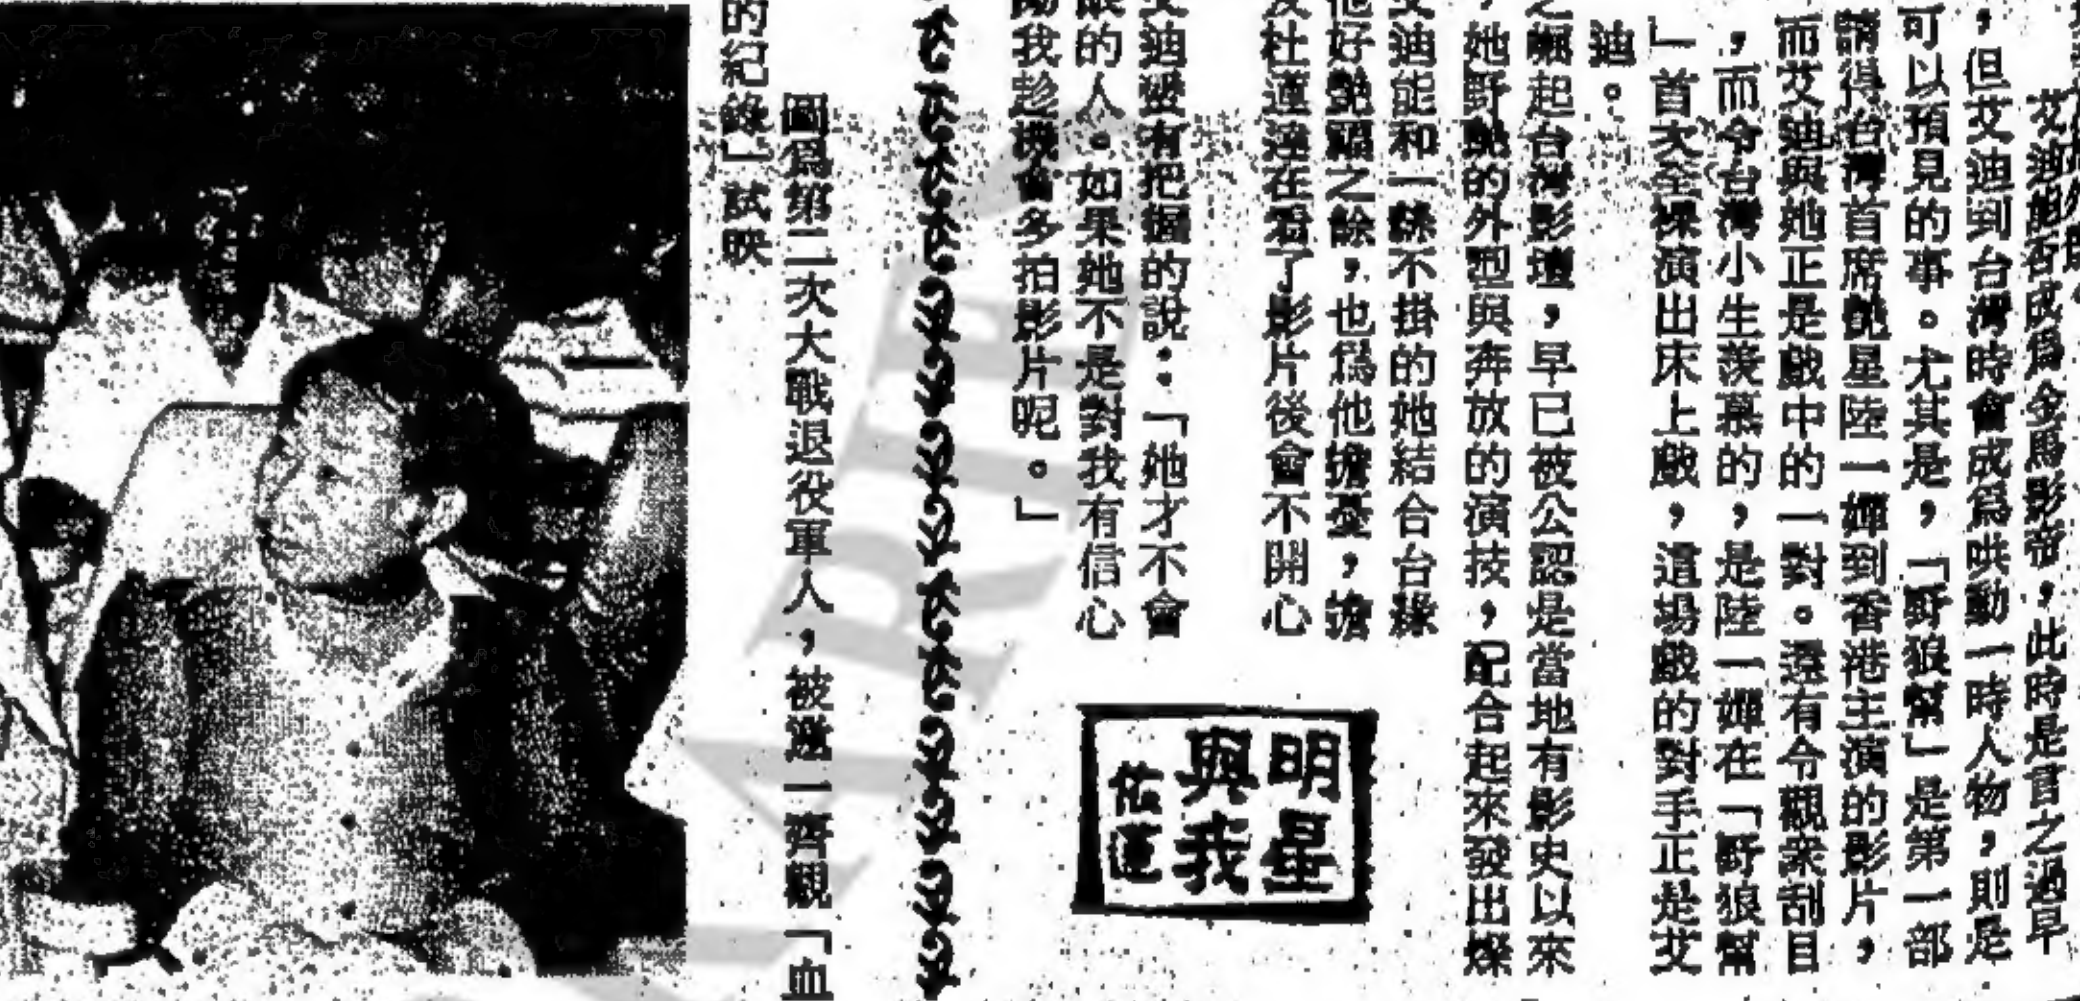 艾迪能否成爲金馬影帝，此時是言之過早
，但艾迪到台灣時會成爲哄動一時人物，則是
可以預見的事。尤其是，「野狼幫」是第一部
請得台灣首席艷星陸一嬋到香港主演的影片，
而艾迪與她正是戲中的一對。還有令觀衆刮目
，而令台灣小生羨慕的，是陸一嬋在「野狼幫
」首次全裸演出床上戲，這場戲的對手正是艾
迪。
之崛起台灣影壇，早已被公認是當地有影史以來
，她野艷的外型與奔放的演技，配合起來發出燦
艾迪能和一絲不掛的她結合台緣
他好艷福之餘，也爲他擔憂，擔
及杜蓮蓮在看了影片後會不開心
艾迪蠻有把握的說：「她才不會
眼的人。如果她不是對我有信心
勵我趁機會多拍影片呢。」
明星
與我
佑運
圖爲第二次大戰退役軍人，被邀一齊觀「血
的紀錄」試映